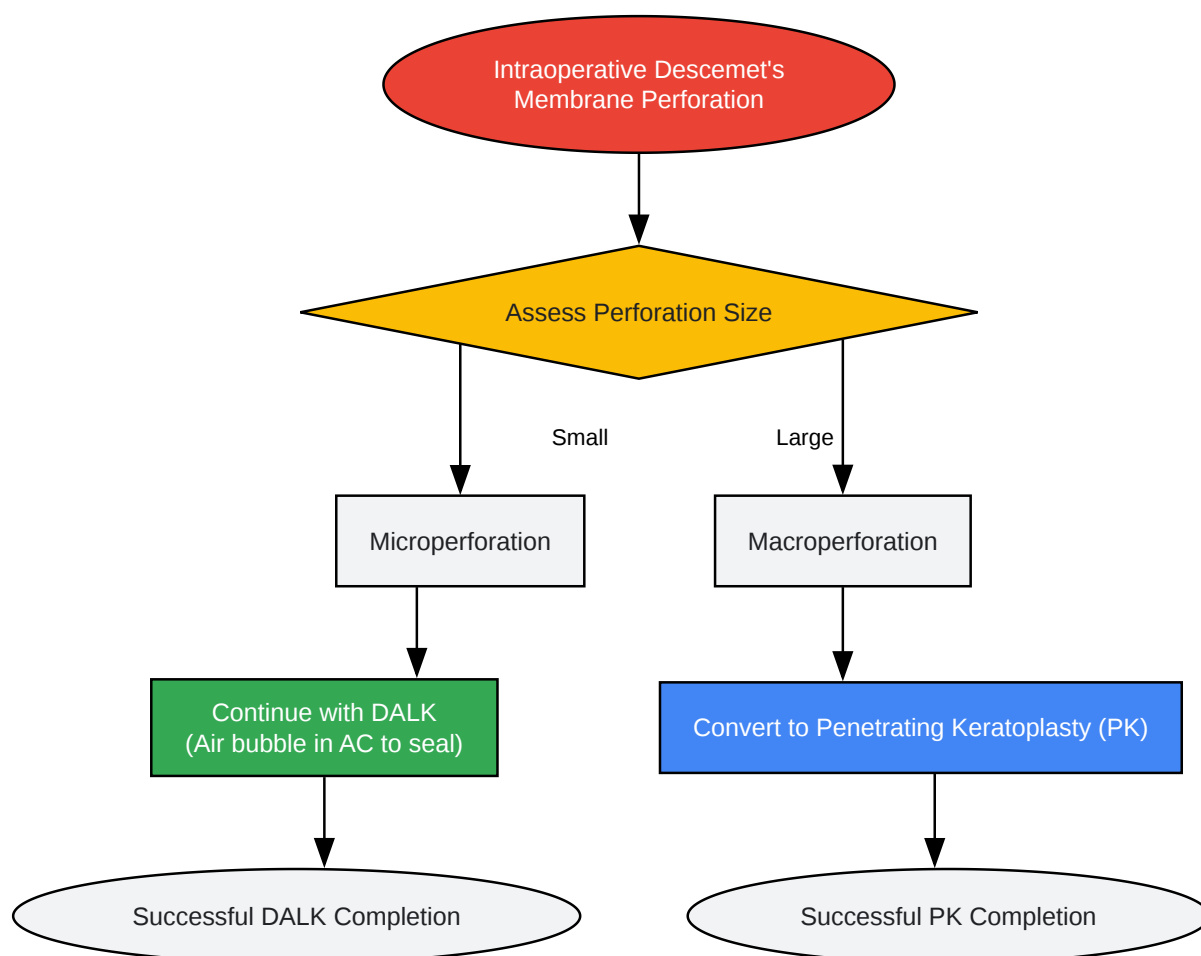 Intraoperative Descemet's
Membrane Perforation
Assess Perforation Size
Small
Large
Microperforation
Macroperforation
Continue with DALK
(Air bubble in AC to seal)
Convert to Penetrating Keratoplasty (PK)
Successful DALK Completion
Successful PK Completion